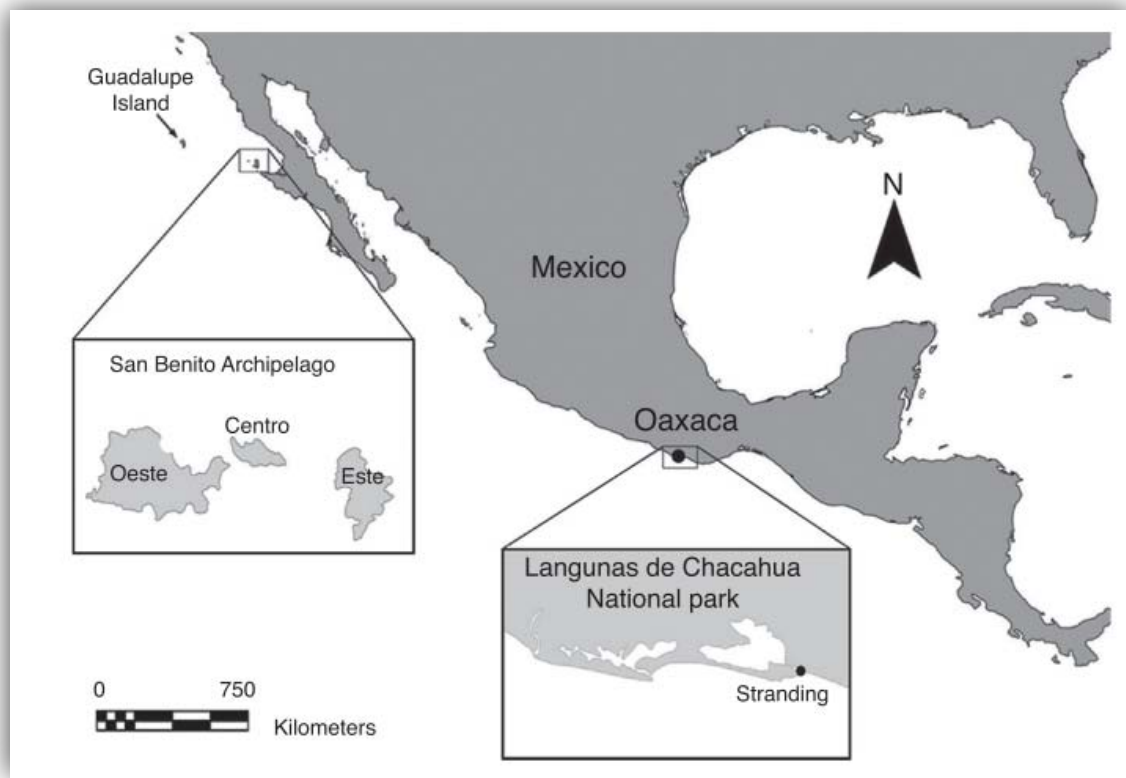 Guadalupe
Island
N
Mexico
San Benito Archipelago
Centro
Oeste
Este
Oaxaca
Langunas de Chacahua
National park
Stranding
0 750
Kilometers